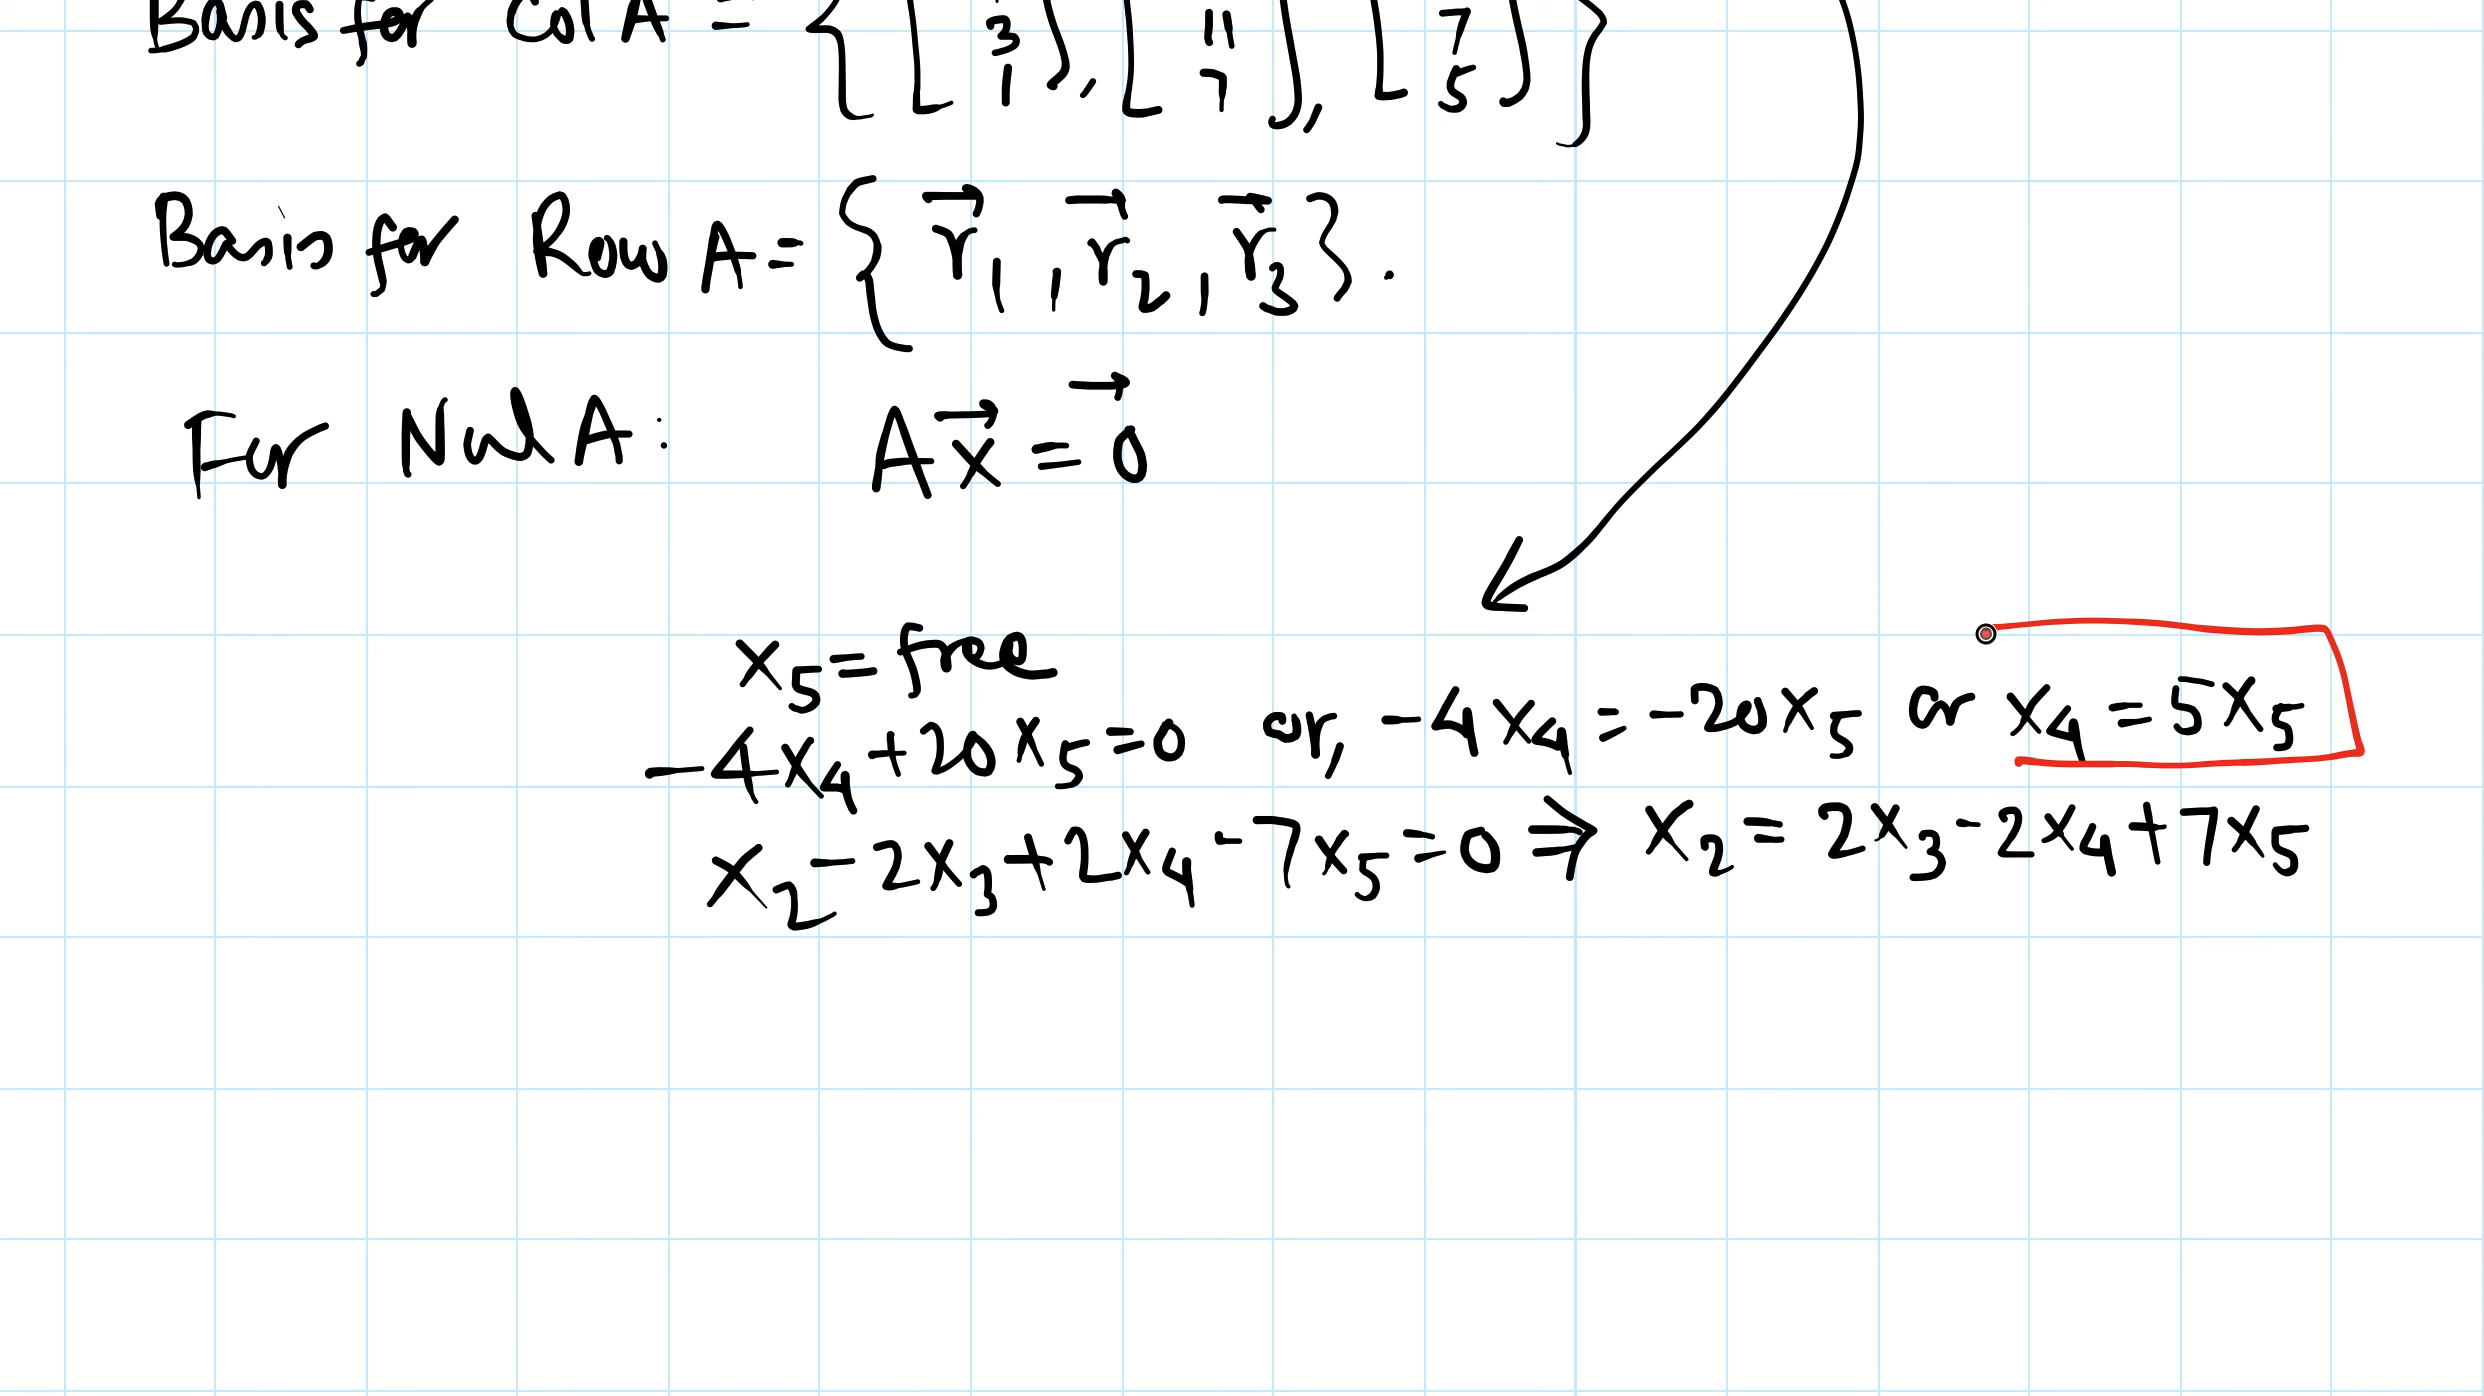 Basis for Col A = { [ 3 1 ], [ 11 7 ], [ 7 5 ] }
Basis for Row A = { r⃗₁, r⃗₂, r⃗₃ }.
For Nul A: A x⃗ = 0⃗
x₅ = free
-4x₄ + 20x₅ = 0 or, -4x₄ = -20x₅ or x₄ = 5x₅
x₂ - 2x₃ + 2x₄ - 7x₅ = 0 ⇒ x₂ = 2x₃ - 2x₄ + 7x₅